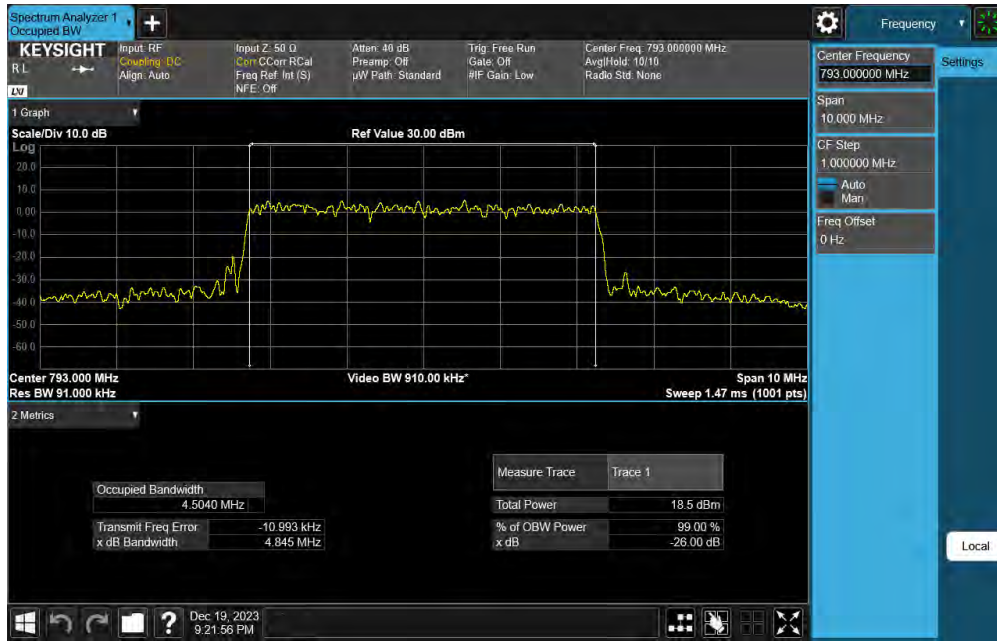 Spectrum Analyzer 1
Occupied BW
+
Frequency
KEYSIGHT
R L
LXI
Input: RF
Coupling: DC
Align: Auto
Input Z: 50 Ω
Corr CCorr RCal
Freq Ref: Int (S)
NFE: Off
Atten: 40 dB
Preamp: Off
µW Path: Standard
Trig: Free Run
Gate: Off
#IF Gain: Low
Center Freq: 793.000000 MHz
Avg|Hold: 10/10
Radio Std: None
Center Frequency
793.000000 MHz
Settings
Span
10.000 MHz
CF Step
1.000000 MHz
Auto
Man
Freq Offset
0 Hz
Local
1 Graph
Scale/Div 10.0 dB
Ref Value 30.00 dBm
Log
20.0
10.0
0.00
-10.0
-20.0
-30.0
-40.0
-50.0
-60.0
Center 793.000 MHz
Video BW 910.00 kHz*
Span 10 MHz
Res BW 91.000 kHz
Sweep 1.47 ms (1001 pts)
2 Metrics
Measure Trace
Trace 1
Occupied Bandwidth
4.5040 MHz
Total Power
18.5 dBm
Transmit Freq Error
-10.993 kHz
% of OBW Power
99.00 %
x dB Bandwidth
4.845 MHz
x dB
-26.00 dB
?
Dec 19, 2023
9:21:56 PM